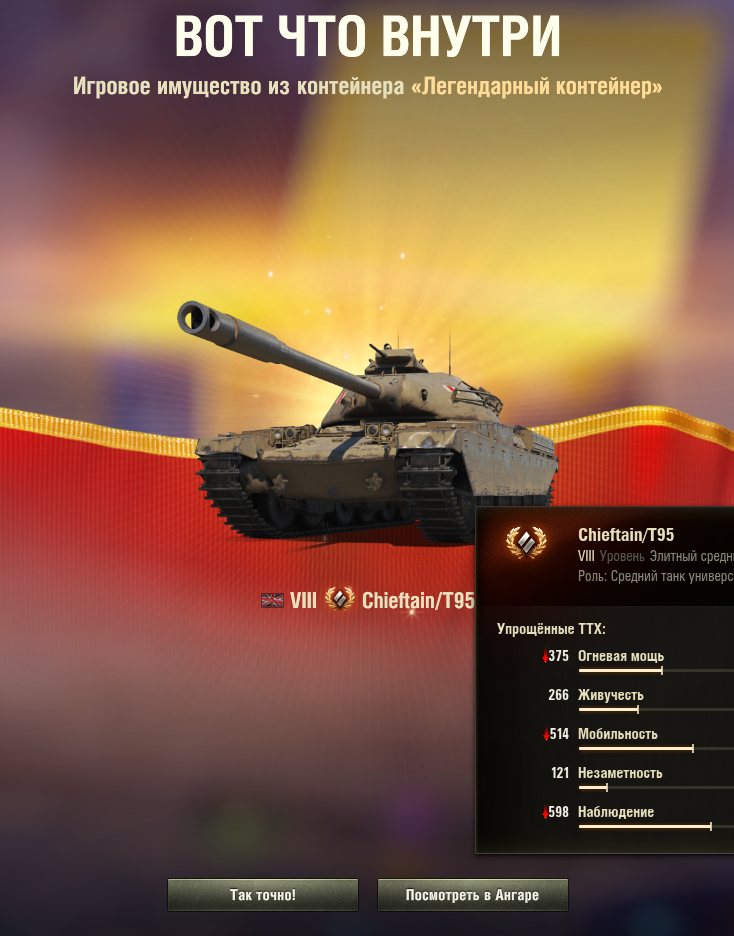 ВОТ ЧТО ВНУТРИ
Игровое имущество из контейнера «Легендарный контейнер»
VIII Chieftain/T95
Chieftain/T95
VIII Уровень Элитный средн
Роль: Средний танк универс
Упрощённые ТТХ:
375 Огневая мощь
266 Живучесть
514 Мобильность
121 Незаметность
598 Наблюдение
Так точно!
Посмотреть в Ангаре